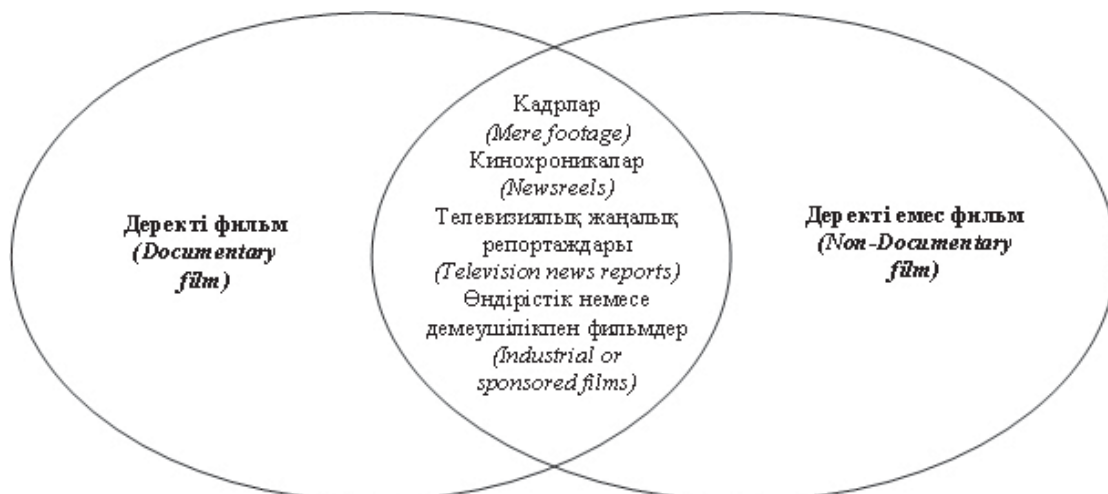 Деректі фильм
(Documentary
film)
Кадрлар
(Mere footage)
Кинохроникалар
(Newsreels)
Телевизиялық жаңалық
репортаждары
(Television news reports)
Өндірістік немесе
демеушілікпен фильмдер
(Industrial or
sponsored films)
Деректі емес фильм
(Non-Documentary
film)